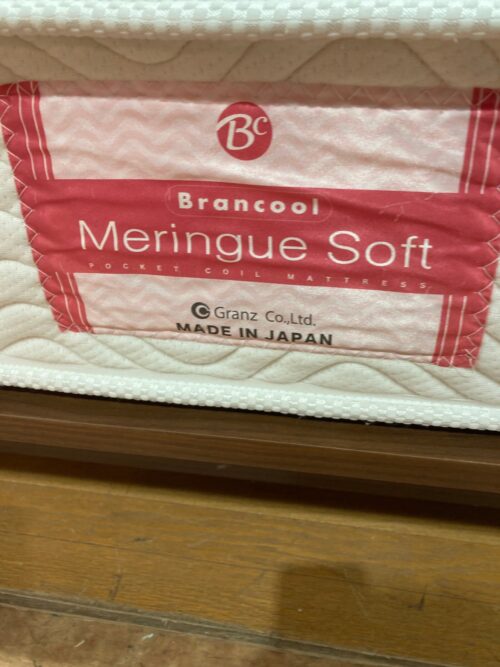 BC
Brancool
Meringue Soft
POCKET COIL MATTRESS
Granz Co.,Ltd.
MADE IN JAPAN